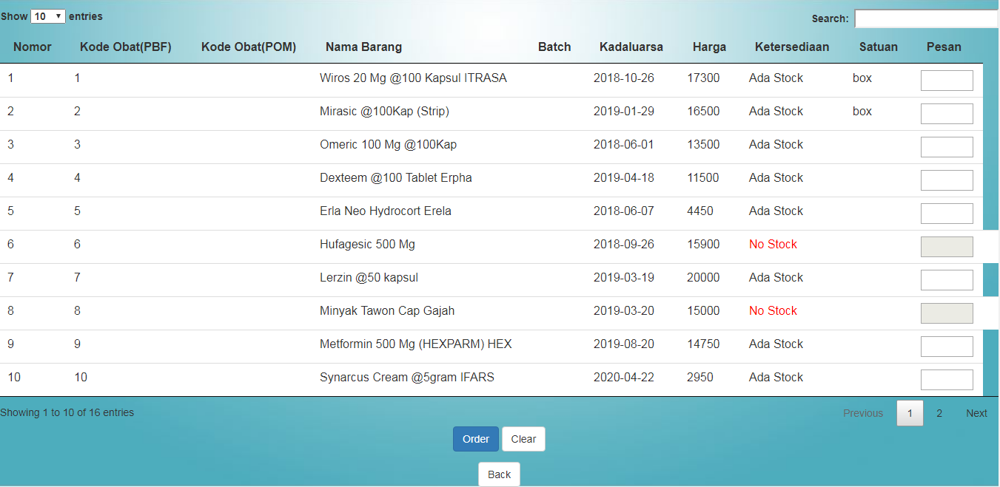 Show 10 entries
Search:
Nomor Kode Obat(PBF) Kode Obat(POM) Nama Barang Batch Kadaluarsa Harga Ketersediaan Satuan Pesan
1 1 Wiros 20 Mg @100 Kapsul ITRASA 2018-10-26 17300 Ada Stock box
2 2 Mirasic @100Kap (Strip) 2019-01-29 16500 Ada Stock box
3 3 Omeric 100 Mg @100Kap 2018-06-01 13500 Ada Stock
4 4 Dexteem @100 Tablet Erpha 2019-04-18 11500 Ada Stock
5 5 Erla Neo Hydrocort Erela 2018-06-07 4450 Ada Stock
6 6 Hufagesic 500 Mg 2018-09-26 15900 No Stock
7 7 Lerzin @50 kapsul 2019-03-19 20000 Ada Stock
8 8 Minyak Tawon Cap Gajah 2019-03-20 15000 No Stock
9 9 Metformin 500 Mg (HEXPARM) HEX 2019-08-20 14750 Ada Stock
10 10 Synarcus Cream @5gram IFARS 2020-04-22 2950 Ada Stock
Showing 1 to 10 of 16 entries
Previous 1 2 Next
Order Clear
Back